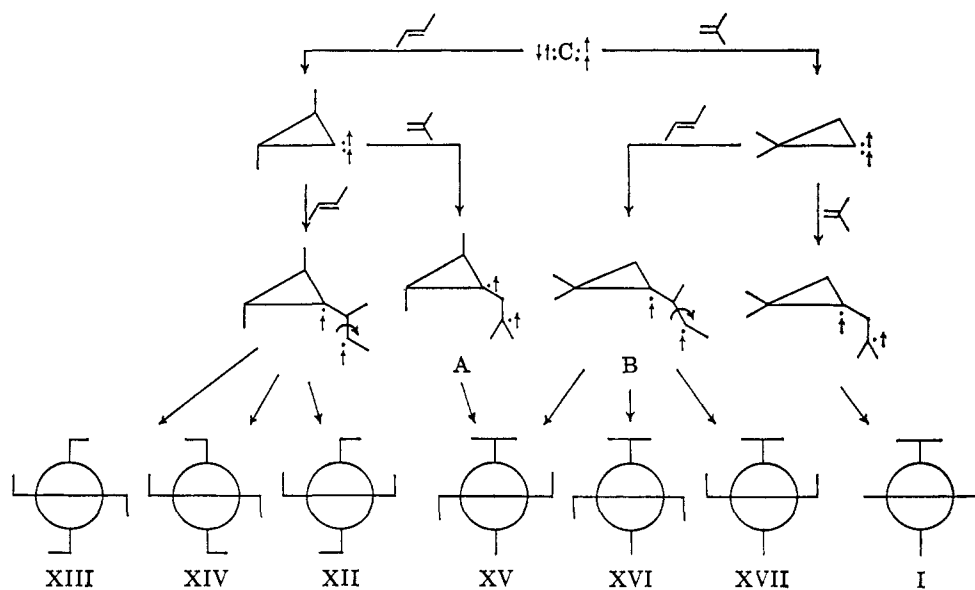 ↓↑:C:↑↑
:↑↑
:↑↑
·↑
·↑
·↑
·↑
A
·↑
·↑
B
·↑
·↑
XIII XIV XII XV XVI XVII I